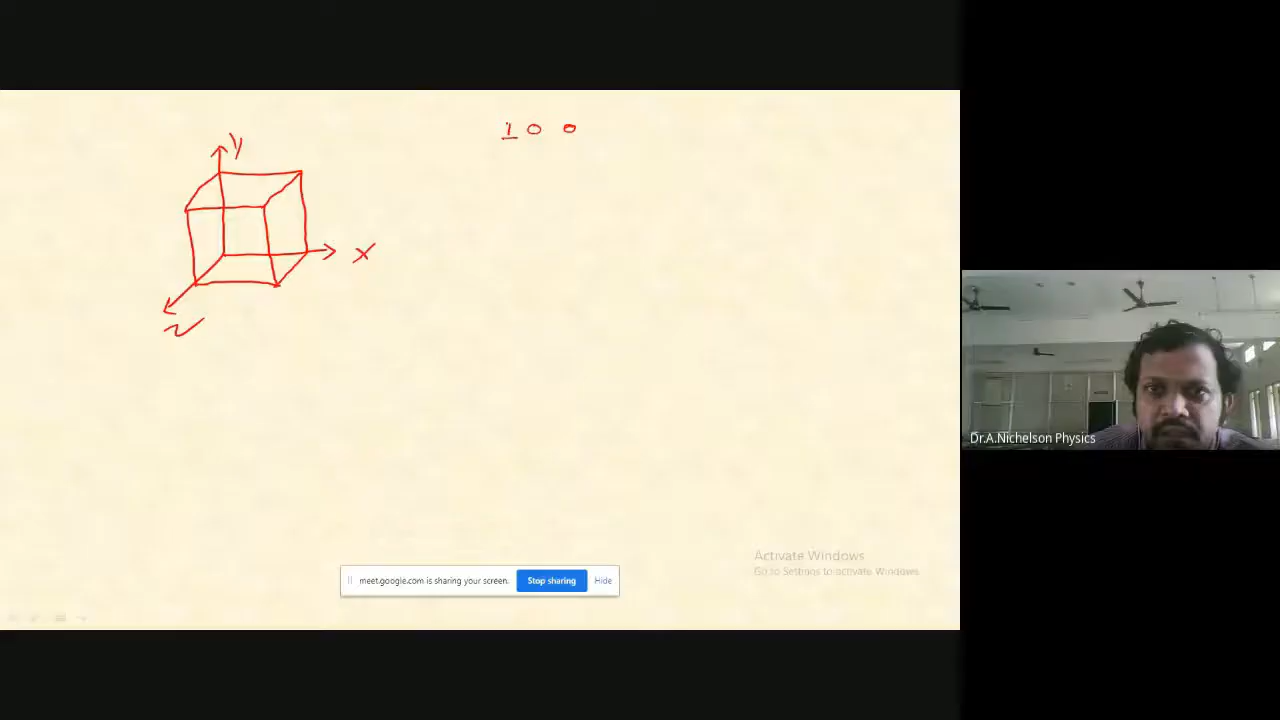 1 0 0
y
x
z
Dr.A.Nichelson Physics
Activate Windows
Go to Settings to activate Windows.
meet.google.com is sharing your screen. Stop sharing Hide